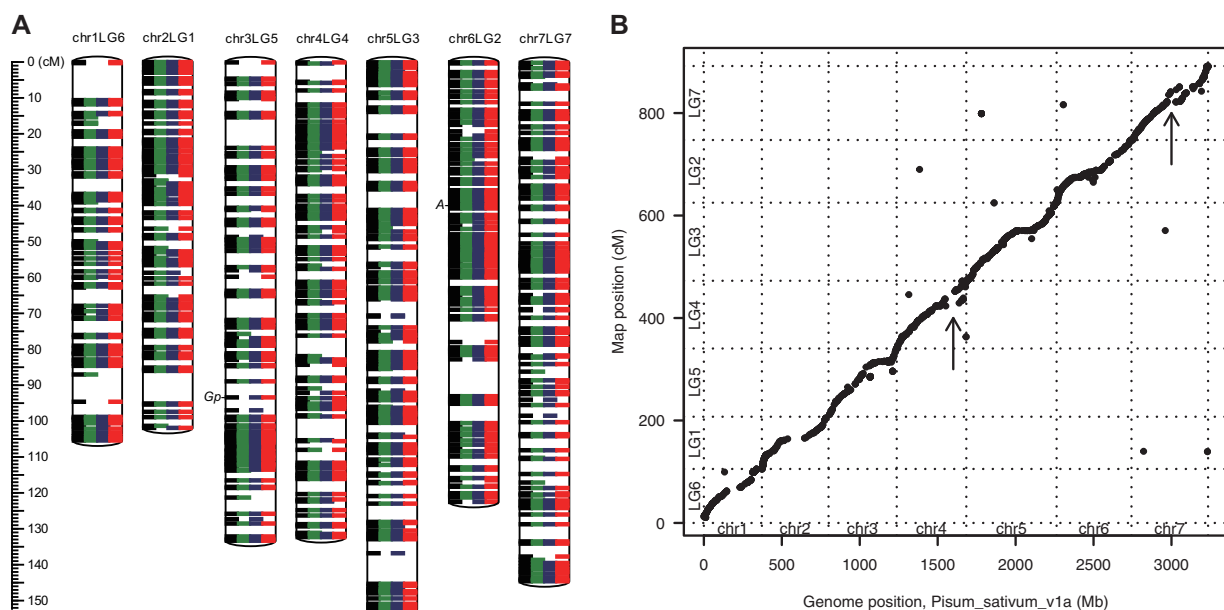 A
chr1LG6 chr2LG1 chr3LG5 chr4LG4 chr5LG3 chr6LG2 chr7LG7
0 (cM)
10
20
30
40
50
60
70
80
90
100
110
120
130
140
150
Gp
A
B
Map position (cM)
800
600
400
200
0
LG7
LG2
LG3
LG4
LG5
LG1
LG6
chr1 chr2 chr3 chr4 chr5 chr6 chr7
0 500 1000 1500 2000 2500 3000
Genome position, Pisum_sativum_v1a (Mb)